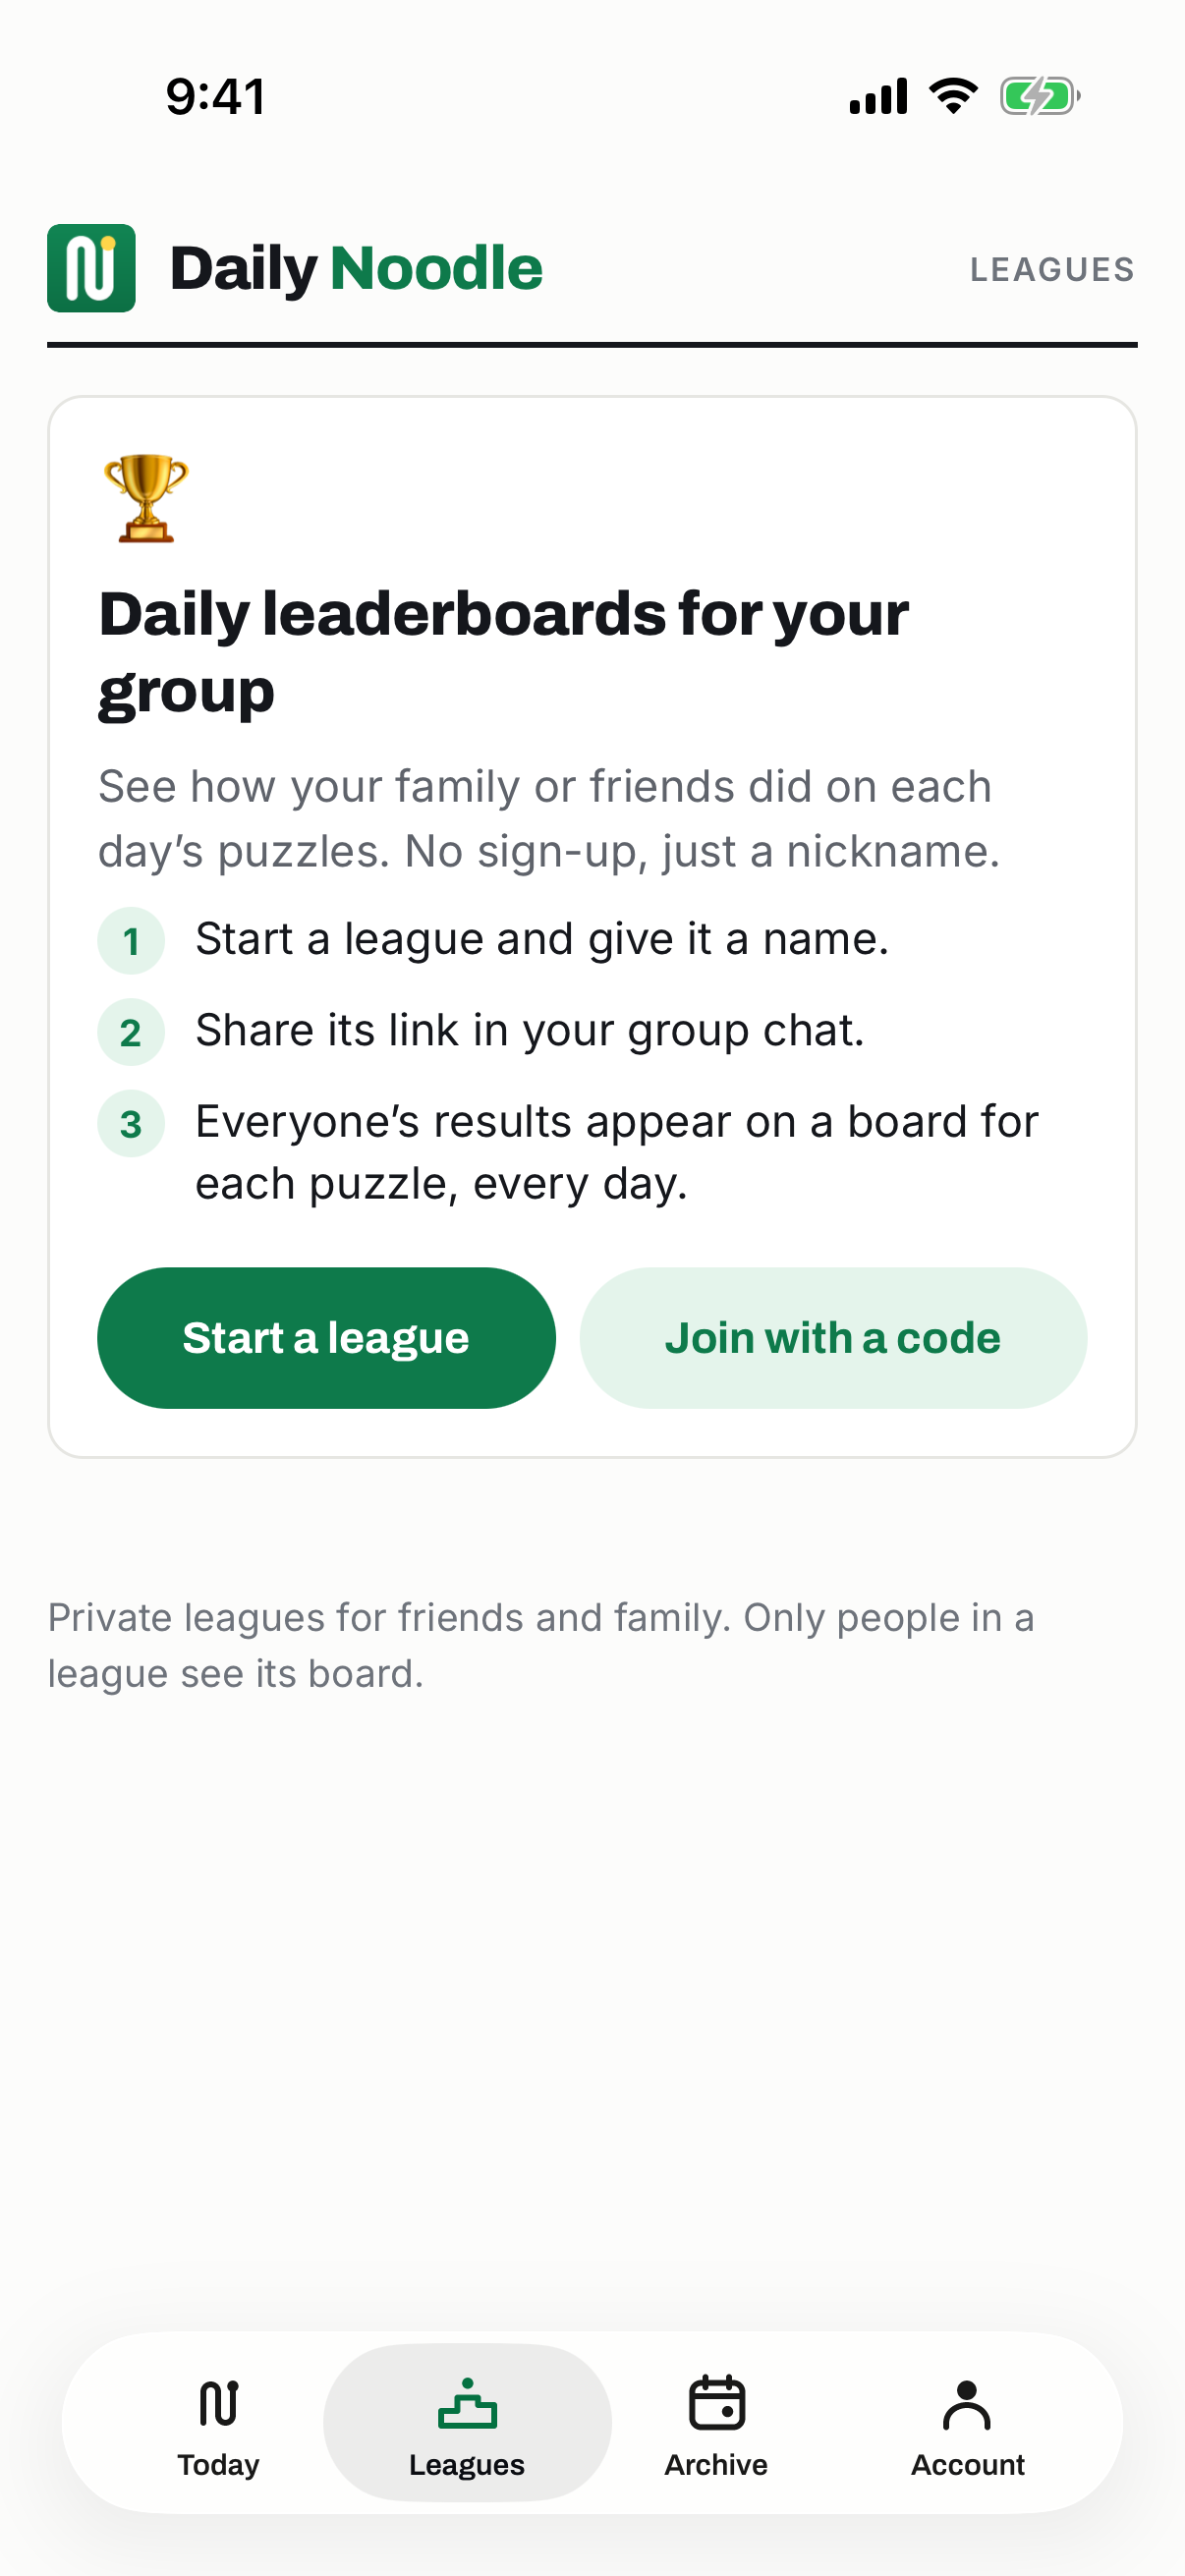 9:41
Daily Noodle
LEAGUES
Daily leaderboards for your
group
See how your family or friends did on each
day’s puzzles. No sign-up, just a nickname.
1 Start a league and give it a name.
2 Share its link in your group chat.
3 Everyone’s results appear on a board for
each puzzle, every day.
Start a league
Join with a code
Private leagues for friends and family. Only people in a
league see its board.
Today
Leagues
Archive
Account